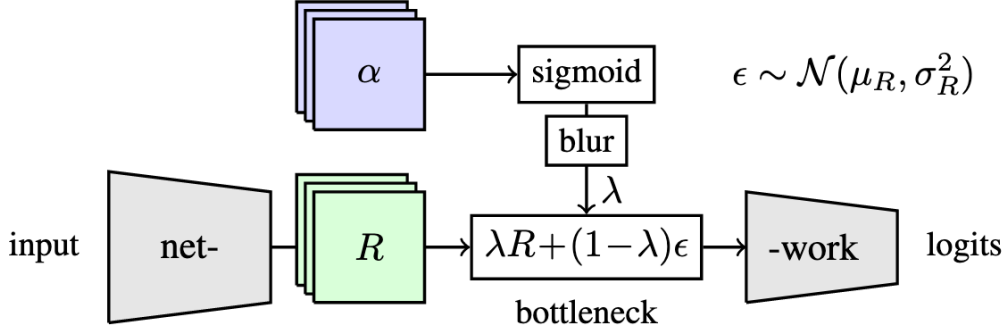 α
sigmoid
ϵ ∼ 𝒩(μ_R, σ_R^2)
blur
λ
input
net-
R
λR+(1−λ)ϵ
-work
logits
bottleneck